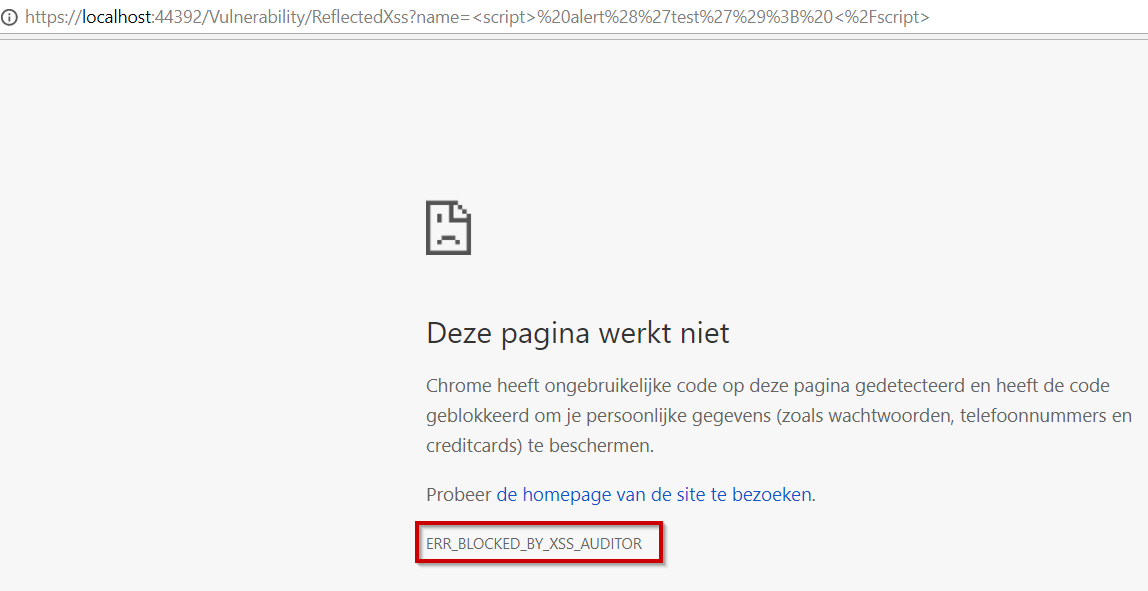 https://localhost:44392/Vulnerability/ReflectedXss?name=<script>%20alert%28%27test%27%29%3B%20<%2Fscript>
Deze pagina werkt niet
Chrome heeft ongebruikelijke code op deze pagina gedetecteerd en heeft de code
geblokkeerd om je persoonlijke gegevens (zoals wachtwoorden, telefoonnummers en
creditcards) te beschermen.
Probeer de homepage van de site te bezoeken.
ERR_BLOCKED_BY_XSS_AUDITOR